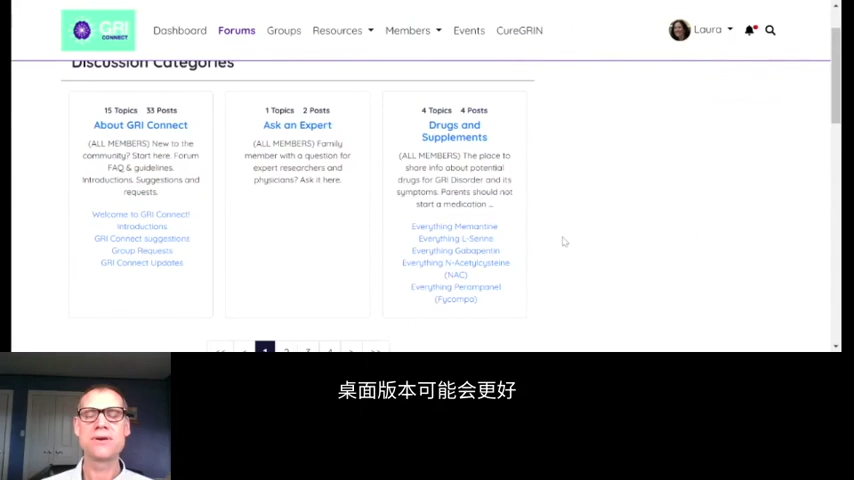 GRI
CONNECT
Dashboard
Forums
Groups
Resources
Members
Events
CureGRIN
Laura
Discussion Categories
15 Topics 33 Posts
About GRI Connect
(ALL MEMBERS) New to the
community? Start here. Forum
FAQ & guidelines.
Introductions. Suggestions and
requests.
Welcome to GRI Connect!
Introductions.
GRI Connect suggestions
Group Requests
GRI Connect Updates
1 Topics 2 Posts
Ask an Expert
(ALL MEMBERS) Family
member with a question for
expert researchers and
physicians? Ask it here.
4 Topics 4 Posts
Drugs and
Supplements
(ALL MEMBERS) The place to
share info about potential
drugs for GRI Disorder and its
symptoms. Parents should not
start a medication ...
Everything Memantine
Everything L-Serine
Everything Gabapentin
Everything N-Acetylcysteine
(NAC)
Everything Perampanel
(Fycompa)
<< < 1 2 3 4 > >>
桌面版本可能会更好